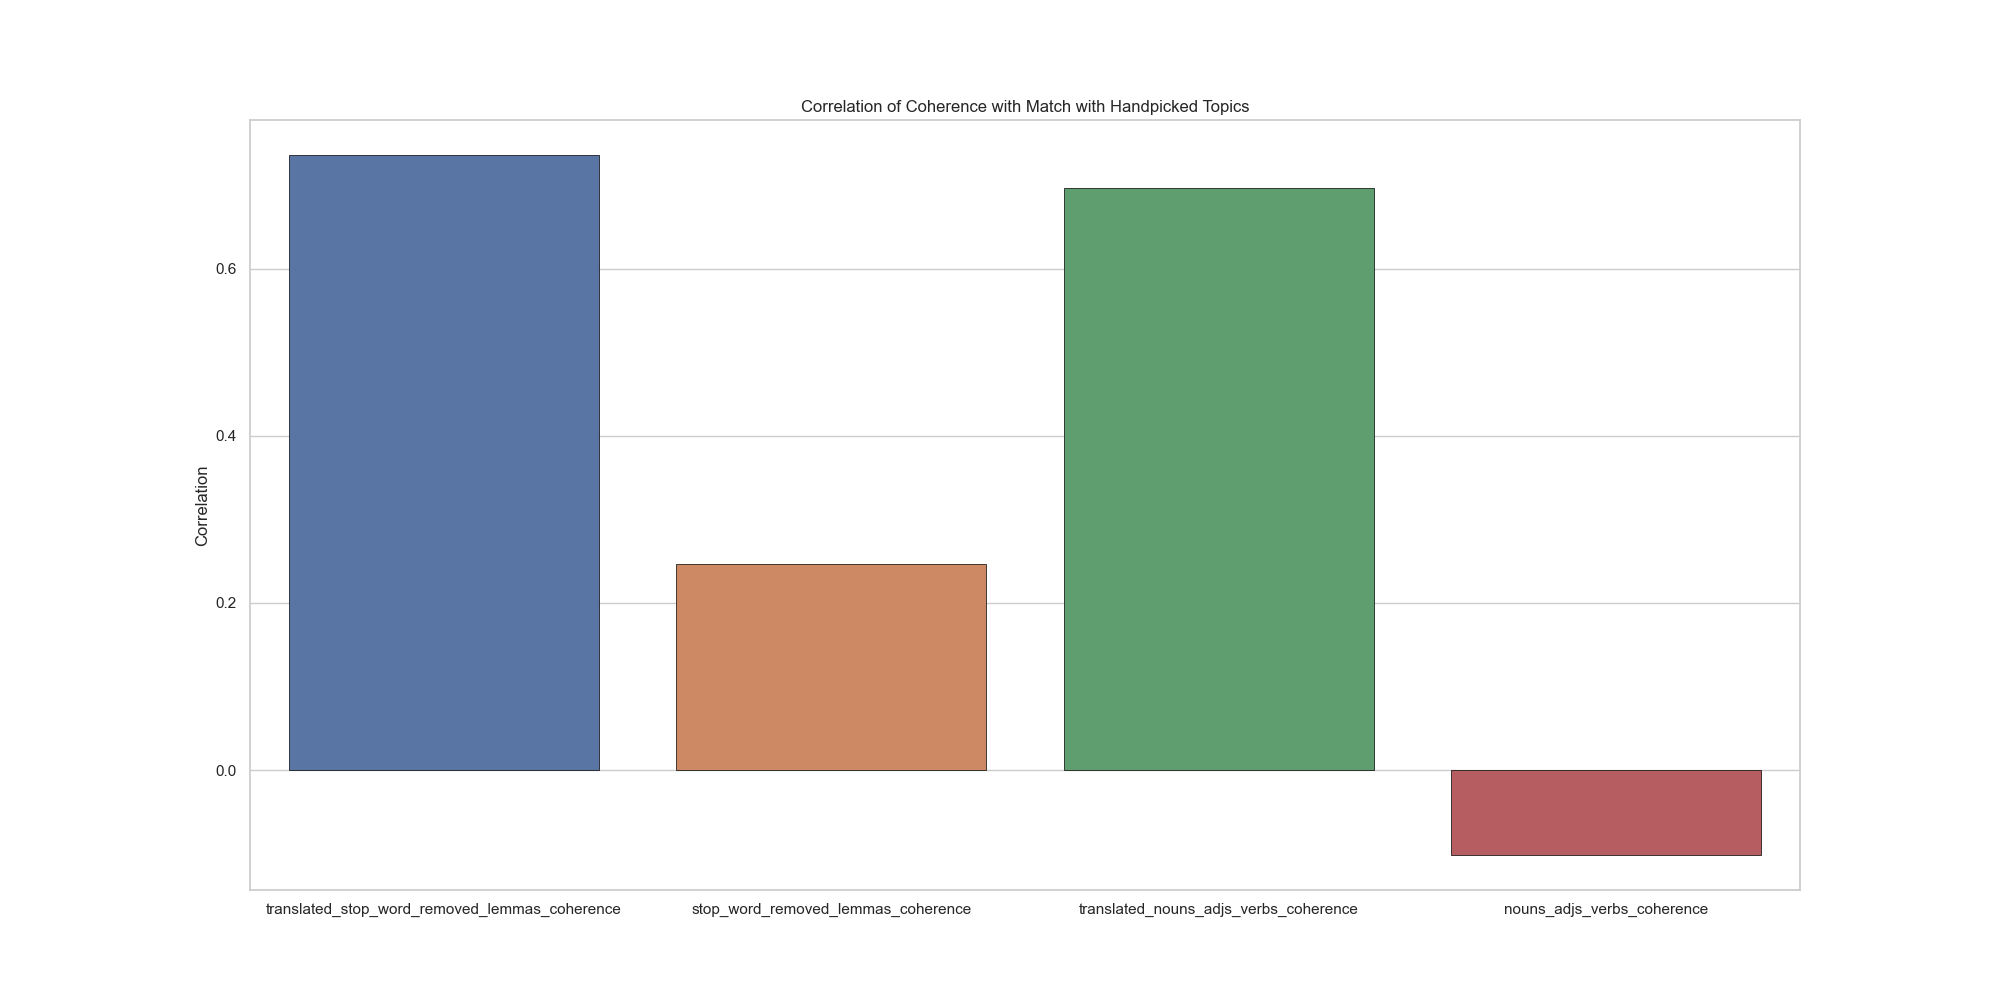 Correlation of Coherence with Match with Handpicked Topics
Correlation
0.6
0.4
0.2
0.0
translated_stop_word_removed_lemmas_coherence
stop_word_removed_lemmas_coherence
translated_nouns_adjs_verbs_coherence
nouns_adjs_verbs_coherence